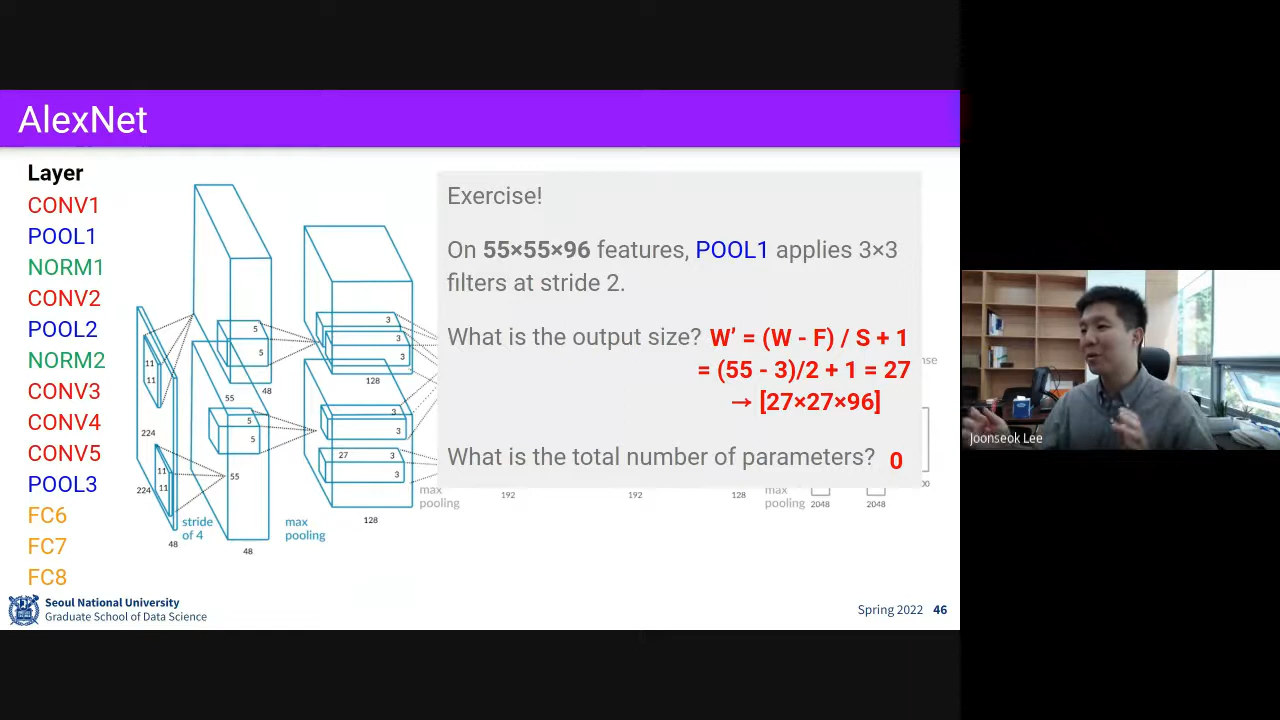 AlexNet
Layer
CONV1
POOL1
NORM1
CONV2
POOL2
NORM2
CONV3
CONV4
CONV5
POOL3
FC6
FC7
FC8
Exercise!
On 55×55×96 features, POOL1 applies 3×3
filters at stride 2.
What is the output size? W' = (W - F) / S + 1
= (55 - 3)/2 + 1 = 27
→ [27×27×96]
What is the total number of parameters? 0
11
11
224
5
5
48
55
5
5
11
11
224
55
stride
of 4
48
48
max
pooling
3
3
3
128
3
3
27
3
3
128
max
pooling
192
192
128
max
pooling
2048
2048
Seoul National University
Graduate School of Data Science
Spring 2022 46
Joonseok Lee